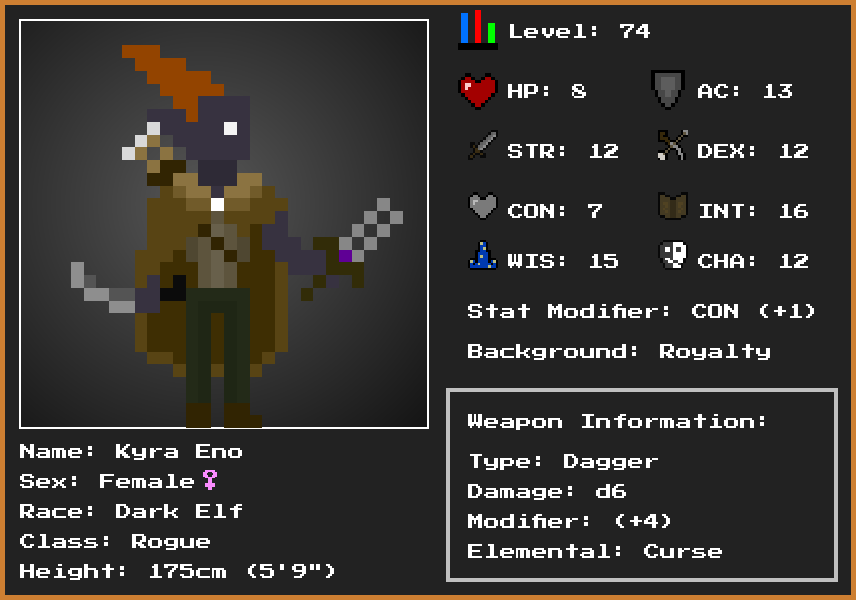 Level: 74
HP: 8
AC: 13
STR: 12
DEX: 12
CON: 7
INT: 16
WIS: 15
CHA: 12
Stat Modifier: CON (+1)
Background: Royalty
Weapon Information:
Type: Dagger
Damage: d6
Modifier: (+4)
Elemental: Curse
Name: Kyra Eno
Sex: Female♀
Race: Dark Elf
Class: Rogue
Height: 175cm (5'9")